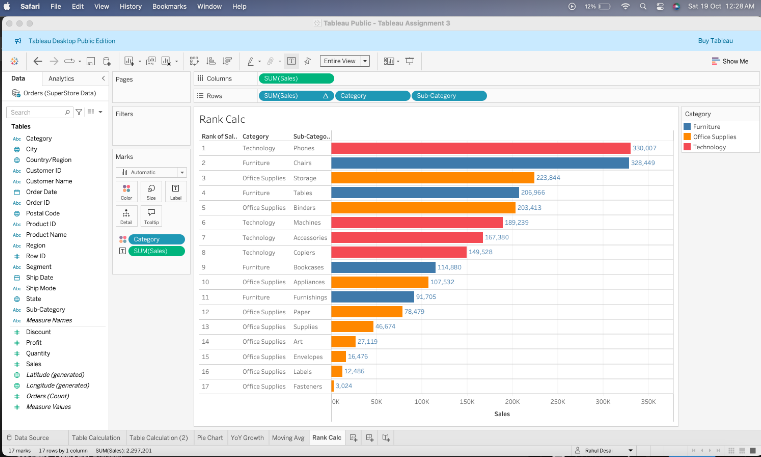 Safari File Edit View History Bookmarks Window Help 12% Sat 19 Oct 12.28 AM
Tableau Public - Tableau Assignment 3
Tableau Desktop Public Edition Buy Tableau
Entire View Show Me
Data Analytics Pages Columns SUM(Sales)
Orders (SuperStore Data) Rows SUM(Sales) Category Sub-Category
Search
Tables
Abc Category
City
Country/Region
Abc Customer ID
Abc Customer Name
Order Date
Abc Order ID
Postal Code
Abc Product ID
Abc Product Name
Abc Region
Row ID
Abc Segment
Ship Date
Abc Ship Mode
State
Abc Sub-Category
Abc Measure Names
Discount
Profit
Quantity
Sales
Latitude (generated)
Longitude (generated)
Orders (Count)
Measure Values
Filters
Marks
Automatic
Color Size Label
Detail Tooltip
Category
SUM(Sales)
Rank Calc
Rank of Sal.. Category Sub-Catego..
1 Technology Phones 330,007
2 Furniture Chairs 328,449
3 Office Supplies Storage 223,844
4 Furniture Tables 206,966
5 Office Supplies Binders 203,413
6 Technology Machines 189,239
7 Technology Accessories 167,380
8 Technology Copiers 149,528
9 Furniture Bookcases 114,880
10 Office Supplies Appliances 107,532
11 Furniture Furnishings 91,705
12 Office Supplies Paper 78,479
13 Office Supplies Supplies 46,674
14 Office Supplies Art 27,119
15 Office Supplies Envelopes 16,476
16 Office Supplies Labels 12,486
17 Office Supplies Fasteners 3,024
0K 50K 100K 150K 200K 250K 300K 350K
Sales
Category
Furniture
Office Supplies
Technology
Data Source Table Calculation Table Calculation (2) Pie Chart YoY Growth Moving Avg Rank Calc
17 marks 17 rows by 1 column SUM(Sales): 2,297,201 Rahul Desai